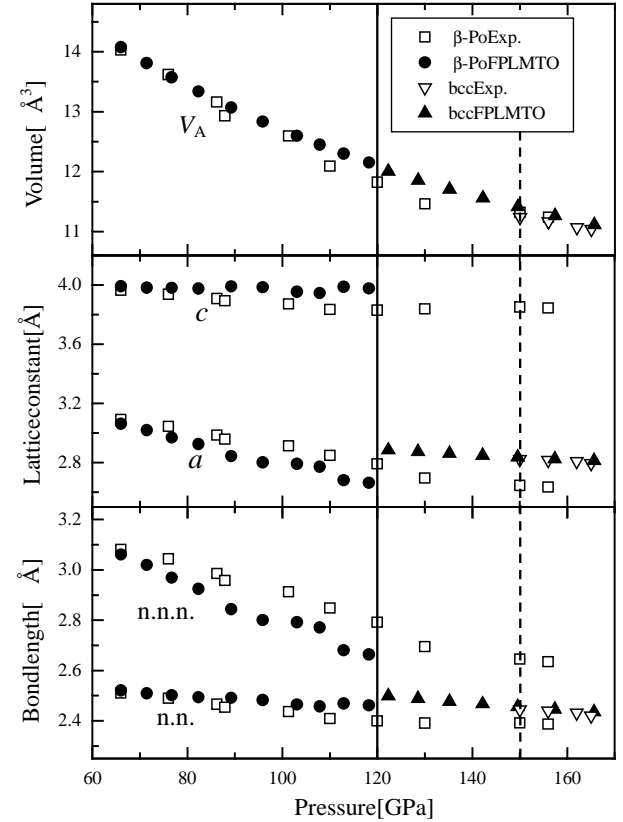 β-PoExp.
β-PoFPLMTO
bccExp.
bccFPLMTO
Volume[ Å³]
14
13
12
11
V_A
Latticeconstant[Å]
4.0
3.6
3.2
2.8
c
a
Bondlength[ Å]
3.2
3.0
2.8
2.6
2.4
n.n.n.
n.n.
60 80 100 120 140 160
Pressure[GPa]